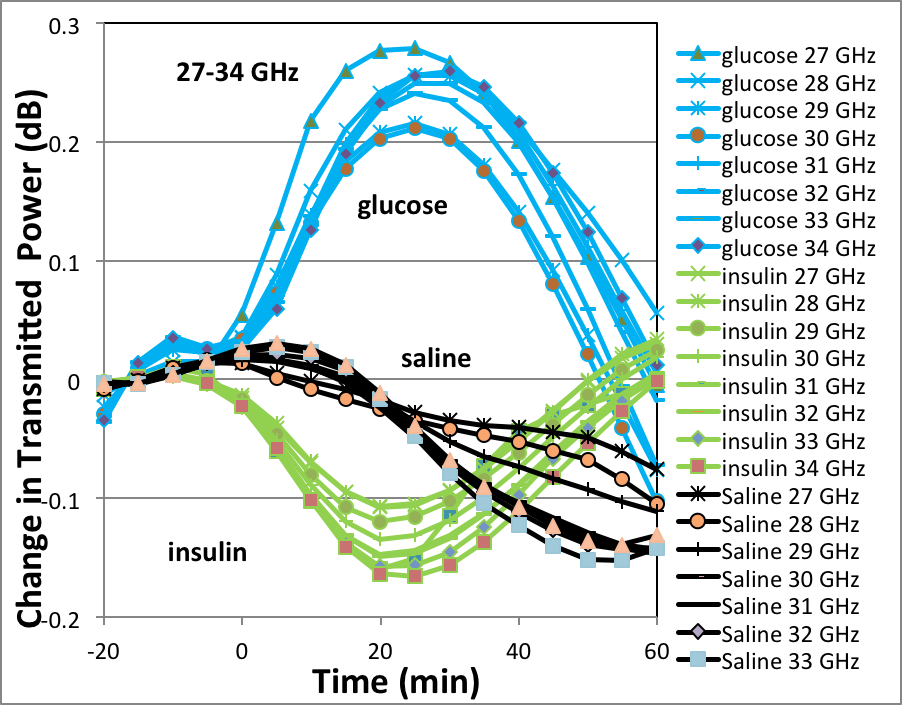 0.3
27-34 GHz
0.2
glucose
0.1
saline
0
-0.1
insulin
-0.2
-20
0
20
40
60
Change in Transmitted Power (dB)
Time (min)
glucose 27 GHz
glucose 28 GHz
glucose 29 GHz
glucose 30 GHz
glucose 31 GHz
glucose 32 GHz
glucose 33 GHz
glucose 34 GHz
insulin 27 GHz
insulin 28 GHz
insulin 29 GHz
insulin 30 GHz
insulin 31 GHz
insulin 32 GHz
insulin 33 GHz
insulin 34 GHz
Saline 27 GHz
Saline 28 GHz
Saline 29 GHz
Saline 30 GHz
Saline 31 GHz
Saline 32 GHz
Saline 33 GHz